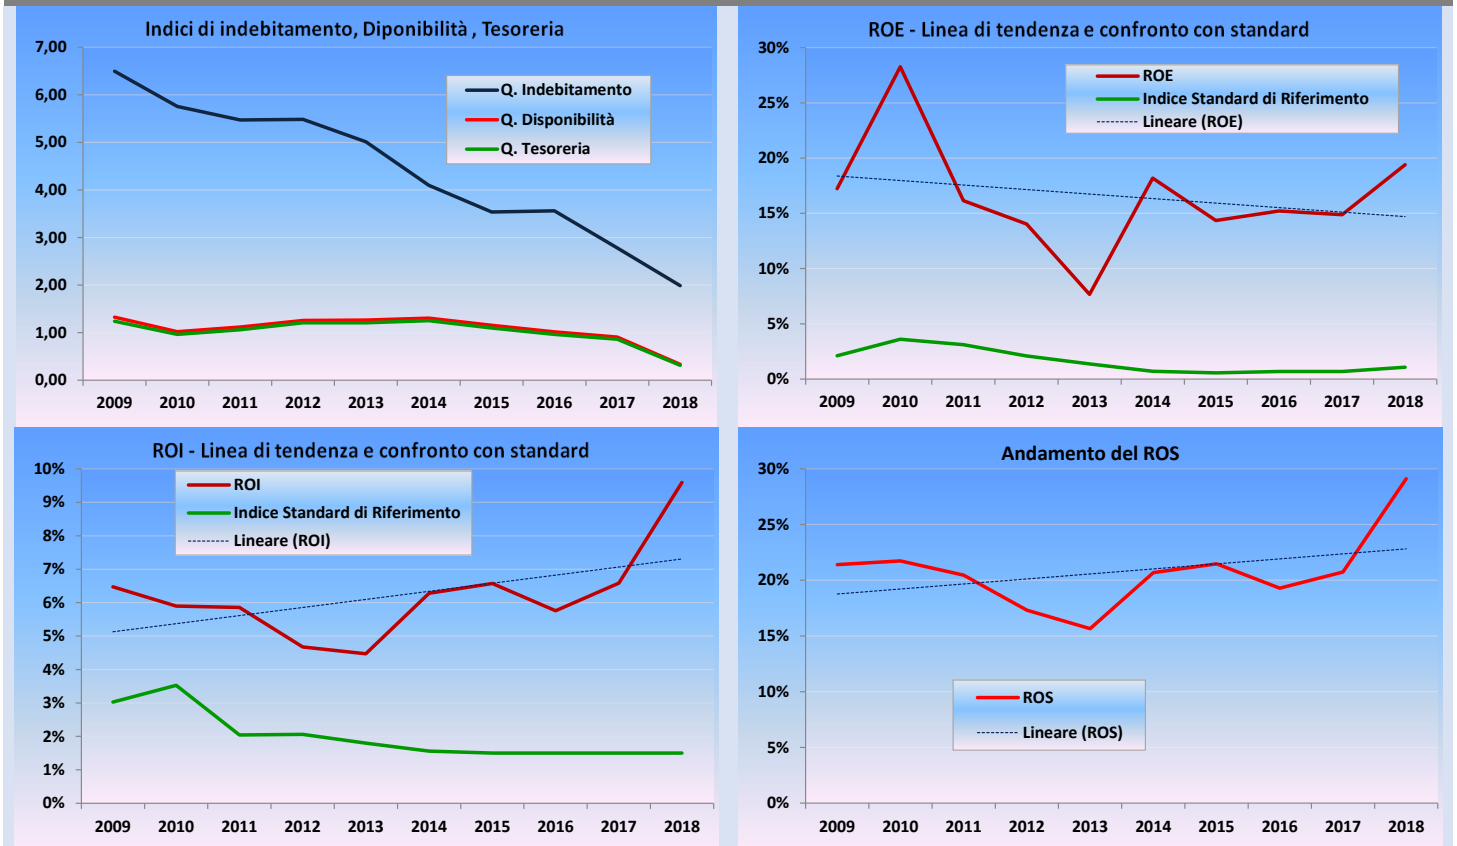 Indici di indebitamento, Diponibilità , Tesoreria
7,00
6,00
5,00
4,00
3,00
2,00
1,00
0,00
Q. Indebitamento
Q. Disponibilità
Q. Tesoreria
2009 2010 2011 2012 2013 2014 2015 2016 2017 2018
ROE - Linea di tendenza e confronto con standard
30%
25%
20%
15%
10%
5%
0%
ROE
Indice Standard di Riferimento
Lineare (ROE)
2009 2010 2011 2012 2013 2014 2015 2016 2017 2018
ROI - Linea di tendenza e confronto con standard
10%
9%
8%
7%
6%
5%
4%
3%
2%
1%
0%
ROI
Indice Standard di Riferimento
Lineare (ROI)
2009 2010 2011 2012 2013 2014 2015 2016 2017 2018
Andamento del ROS
30%
25%
20%
15%
10%
5%
0%
ROS
Lineare (ROS)
2009 2010 2011 2012 2013 2014 2015 2016 2017 2018